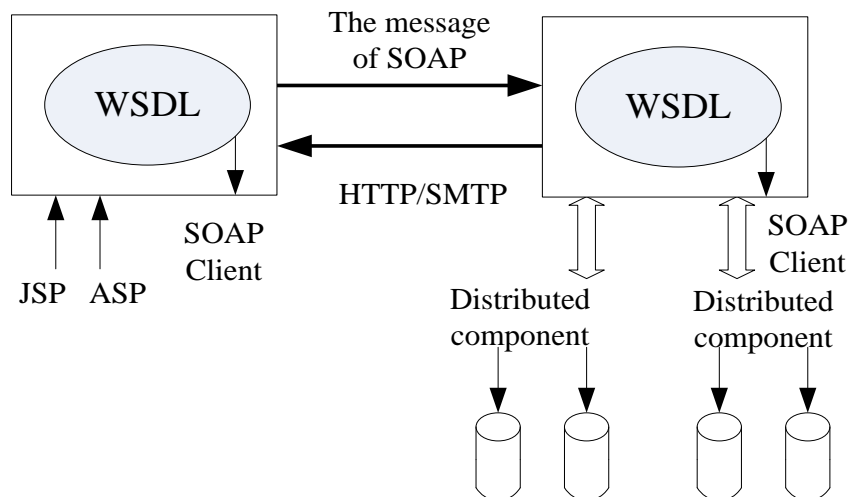 The message
of SOAP
WSDL
WSDL
HTTP/SMTP
SOAP
Client
SOAP
Client
JSP
ASP
Distributed
component
Distributed
component